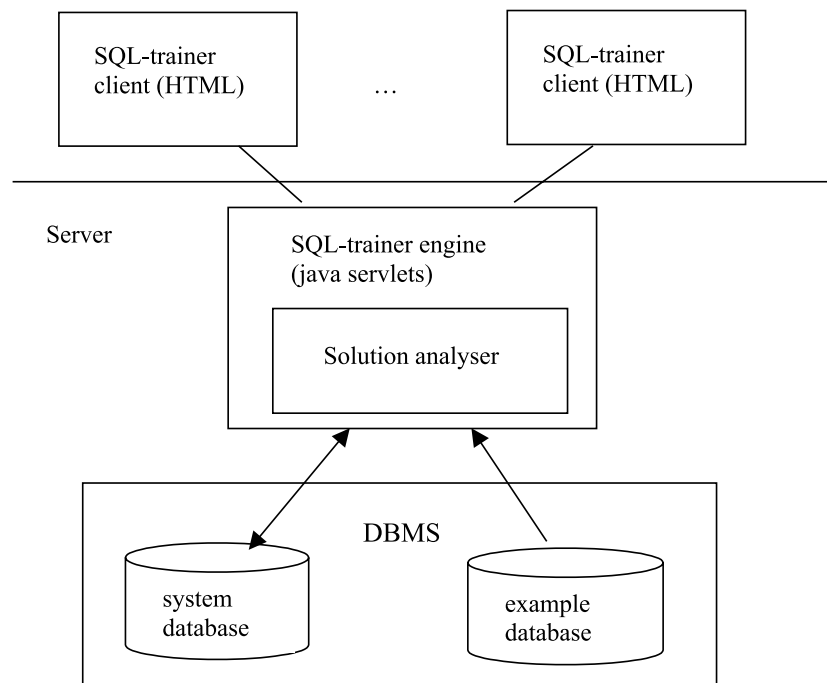 SQL-trainer
client (HTML)
...
SQL-trainer
client (HTML)
Server
SQL-trainer engine
(java servlets)
Solution analyser
DBMS
system
database
example
database